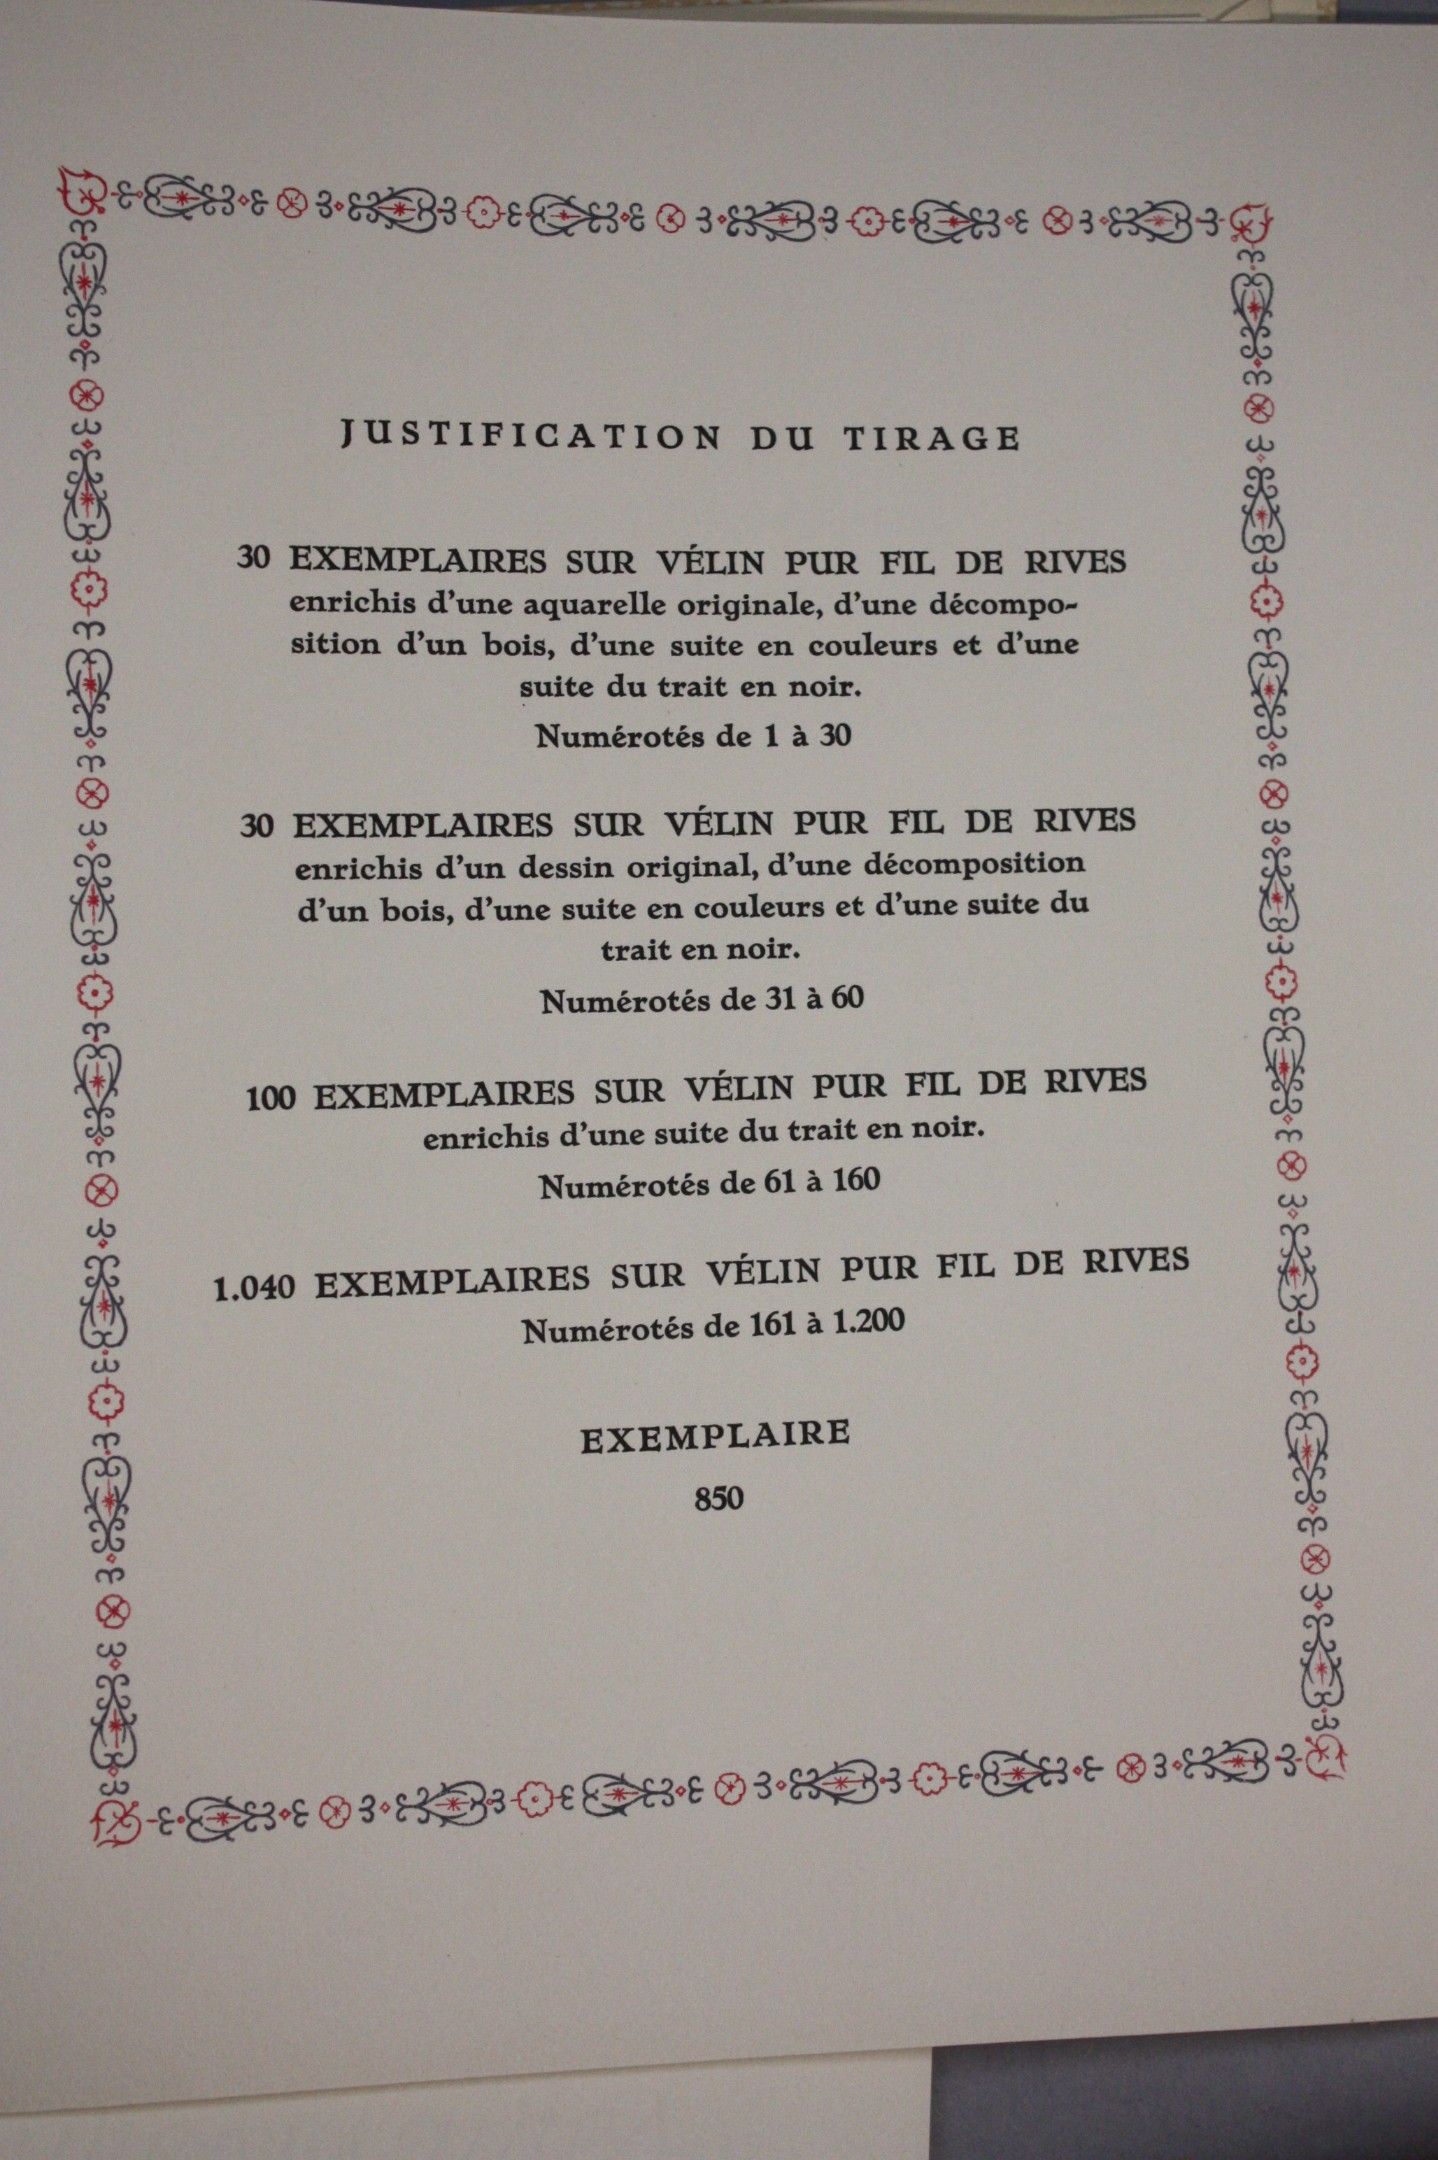 JUSTIFICATION DU TIRAGE
30 EXEMPLAIRES SUR VÉLIN PUR FIL DE RIVES
enrichis d'une aquarelle originale, d'une décompo-
sition d'un bois, d'une suite en couleurs et d'une
suite du trait en noir.
Numérotés de 1 à 30
30 EXEMPLAIRES SUR VÉLIN PUR FIL DE RIVES
enrichis d'un dessin original, d'une décomposition
d'un bois, d'une suite en couleurs et d'une suite du
trait en noir.
Numérotés de 31 à 60
100 EXEMPLAIRES SUR VÉLIN PUR FIL DE RIVES
enrichis d'une suite du trait en noir.
Numérotés de 61 à 160
1.040 EXEMPLAIRES SUR VÉLIN PUR FIL DE RIVES
Numérotés de 161 à 1.200
EXEMPLAIRE
850